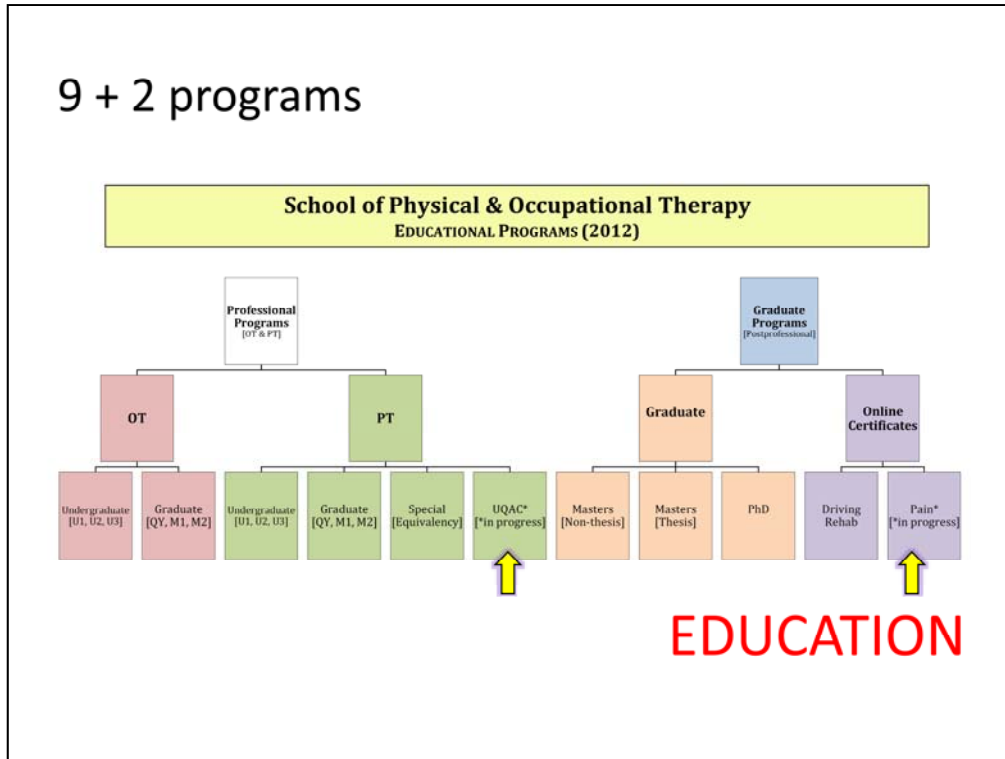 9 + 2 programs
School of Physical & Occupational Therapy
EDUCATIONAL PROGRAMS (2012)
Professional
Programs
[OT & PT]
Graduate
Programs
[Postprofessional]
OT
PT
Graduate
Online
Certificates
Undergraduate
[U1, U2, U3]
Graduate
[QY, M1, M2]
Undergraduate
[U1, U2, U3]
Graduate
[QY, M1, M2]
Special
[Equivalency]
UQAC*
[*in progress]
Masters
[Non-thesis]
Masters
[Thesis]
PhD
Driving
Rehab
Pain*
[*in progress]
EDUCATION